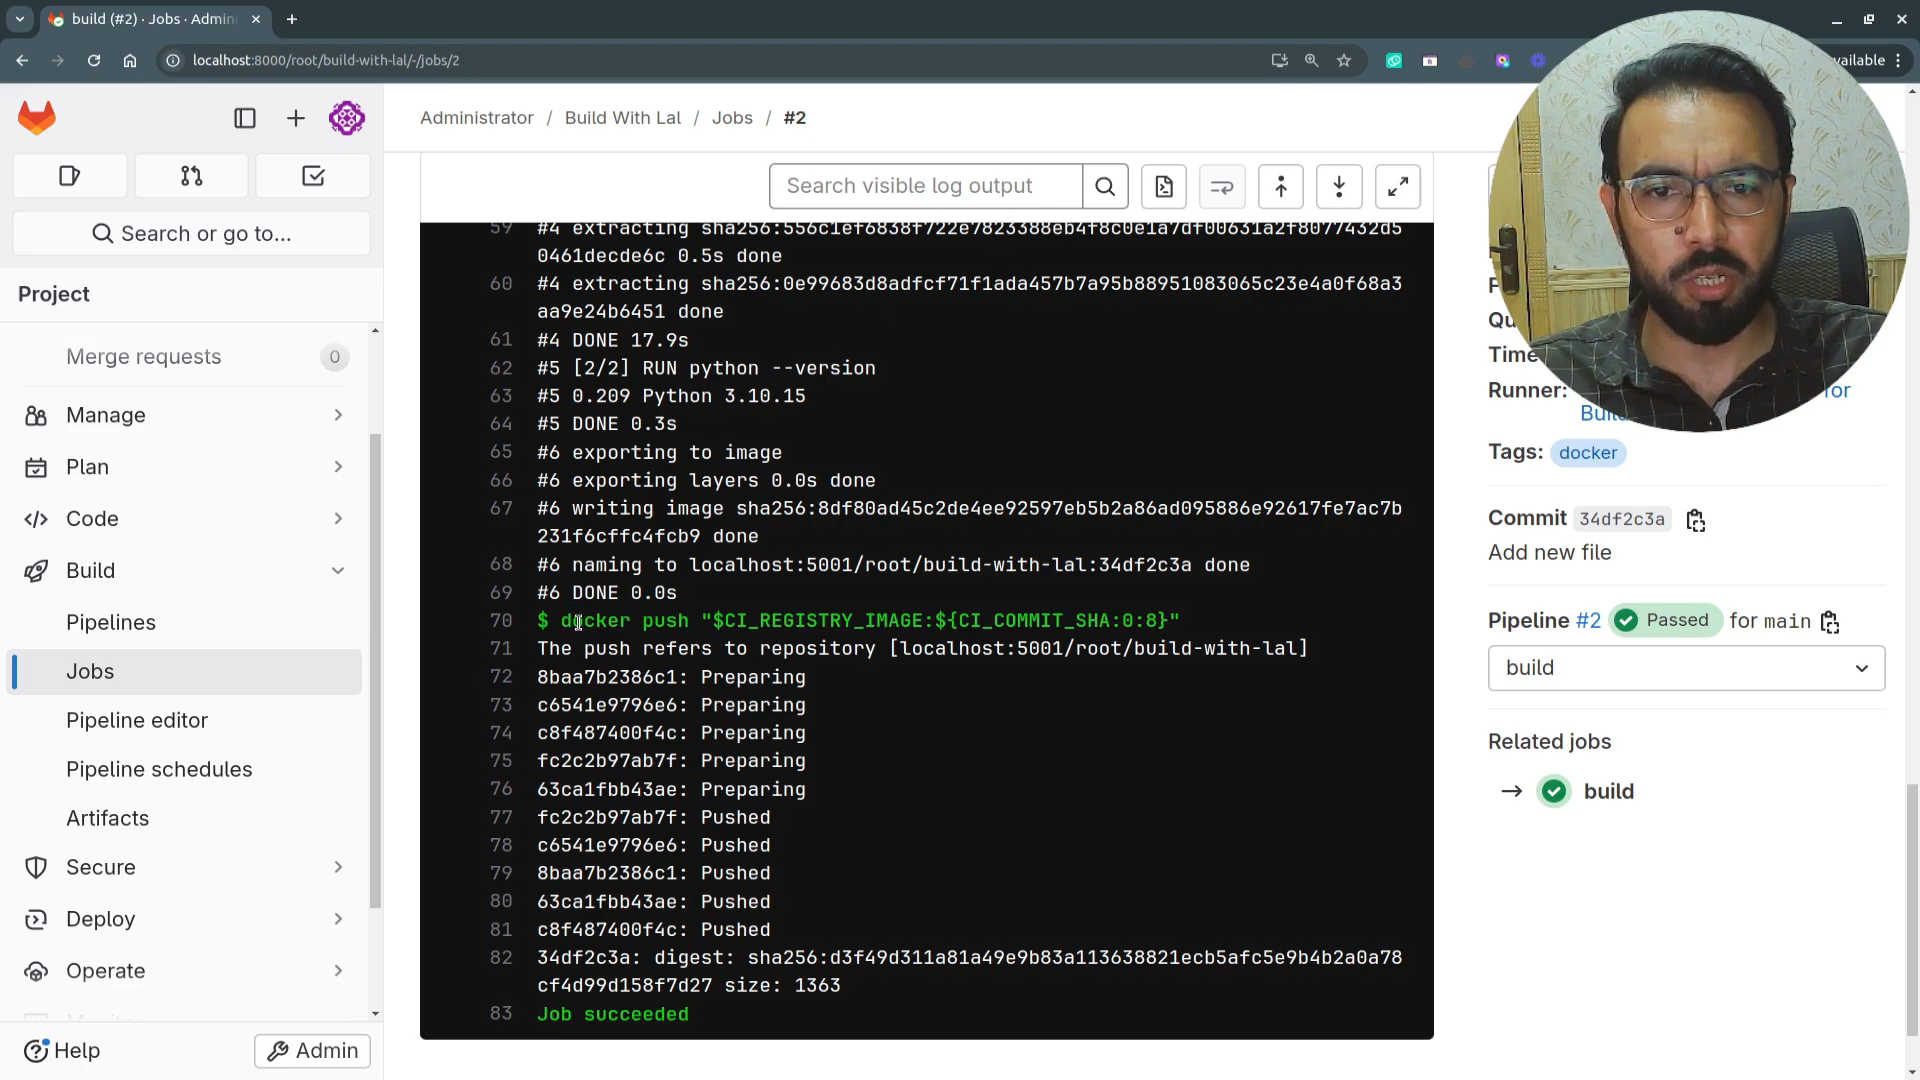 build (#2) · Jobs · Admin
localhost:8000/root/build-with-lal/-/jobs/2
vailable
Administrator / Build With Lal / Jobs / #2
Search or go to...
Project
Merge requests 0
Manage
Plan
Code
Build
Pipelines
Jobs
Pipeline editor
Pipeline schedules
Artifacts
Secure
Deploy
Operate
Help
Admin
Search visible log output
59 #4 extracting sha256:556c1ef6838f722e7823388eb4f8c0e1a7df00631a2f8077432d5
0461decde6c 0.5s done
60 #4 extracting sha256:0e99683d8adfcf71f1ada457b7a95b88951083065c23e4a0f68a3
aa9e24b6451 done
61 #4 DONE 17.9s
62 #5 [2/2] RUN python --version
63 #5 0.209 Python 3.10.15
64 #5 DONE 0.3s
65 #6 exporting to image
66 #6 exporting layers 0.0s done
67 #6 writing image sha256:8df80ad45c2de4ee92597eb5b2a86ad095886e92617fe7ac7b
231f6cffc4fcb9 done
68 #6 naming to localhost:5001/root/build-with-lal:34df2c3a done
69 #6 DONE 0.0s
70 $ docker push "$CI_REGISTRY_IMAGE:${CI_COMMIT_SHA:0:8}"
71 The push refers to repository [localhost:5001/root/build-with-lal]
72 8baa7b2386c1: Preparing
73 c6541e9796e6: Preparing
74 c8f487400f4c: Preparing
75 fc2c2b97ab7f: Preparing
76 63ca1fbb43ae: Preparing
77 fc2c2b97ab7f: Pushed
78 c6541e9796e6: Pushed
79 8baa7b2386c1: Pushed
80 63ca1fbb43ae: Pushed
81 c8f487400f4c: Pushed
82 34df2c3a: digest: sha256:d3f49d311a81a49e9b83a113638821ecb5afc5e9b4b2a0a78
cf4d99d158f7d27 size: 1363
83 Job succeeded
Qu
Time
Runner: or
Buil
Tags: docker
Commit 34df2c3a
Add new file
Pipeline #2 Passed for main
build
Related jobs
build